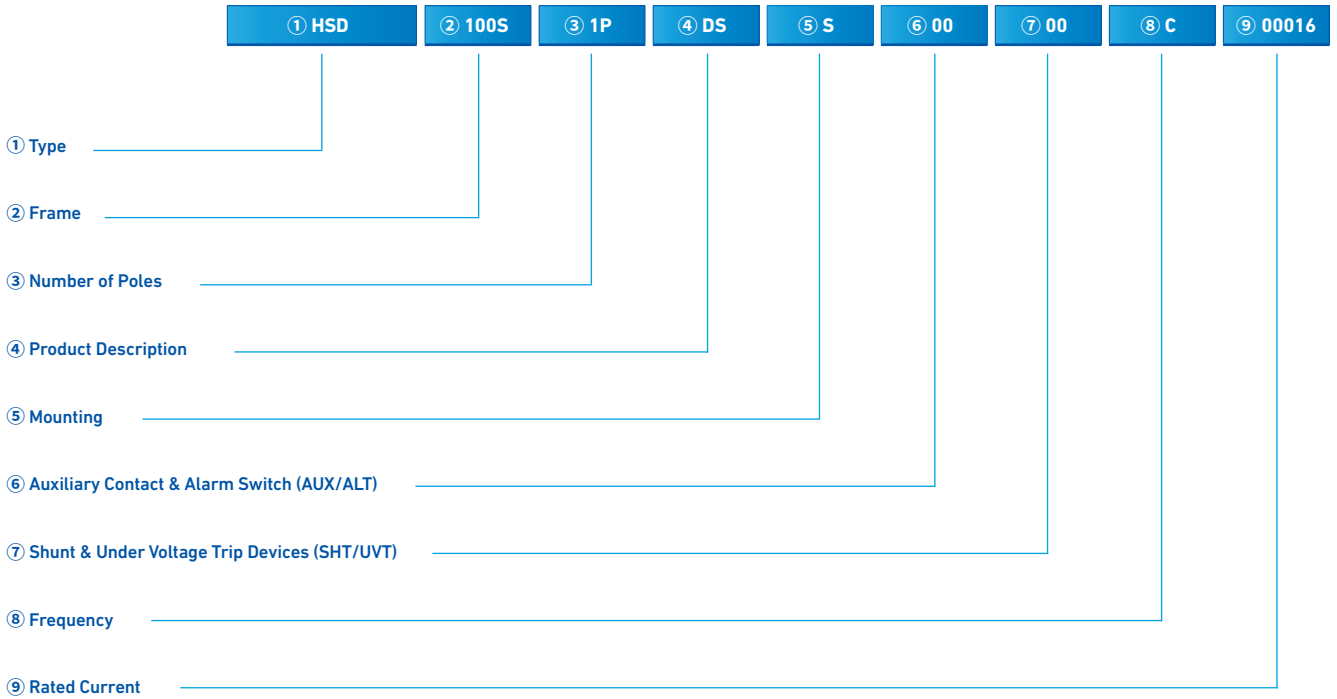 ① HSD ② 100S ③ 1P ④ DS ⑤ S ⑥ 00 ⑦ 00 ⑧ C ⑨ 00016
① Type
② Frame
③ Number of Poles
④ Product Description
⑤ Mounting
⑥ Auxiliary Contact & Alarm Switch (AUX/ALT)
⑦ Shunt & Under Voltage Trip Devices (SHT/UVT)
⑧ Frequency
⑨ Rated Current